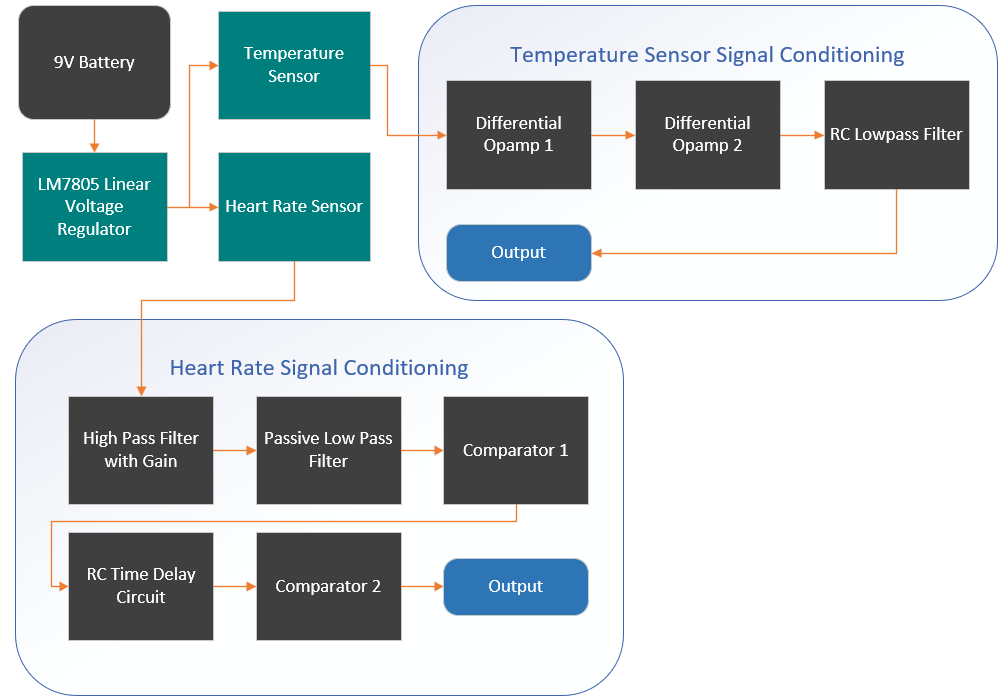 9V Battery
Temperature
Sensor
LM7805 Linear
Voltage
Regulator
Heart Rate Sensor
Temperature Sensor Signal Conditioning
Differential
Opamp 1
Differential
Opamp 2
RC Lowpass Filter
Output
Heart Rate Signal Conditioning
High Pass Filter
with Gain
Passive Low Pass
Filter
Comparator 1
RC Time Delay
Circuit
Comparator 2
Output